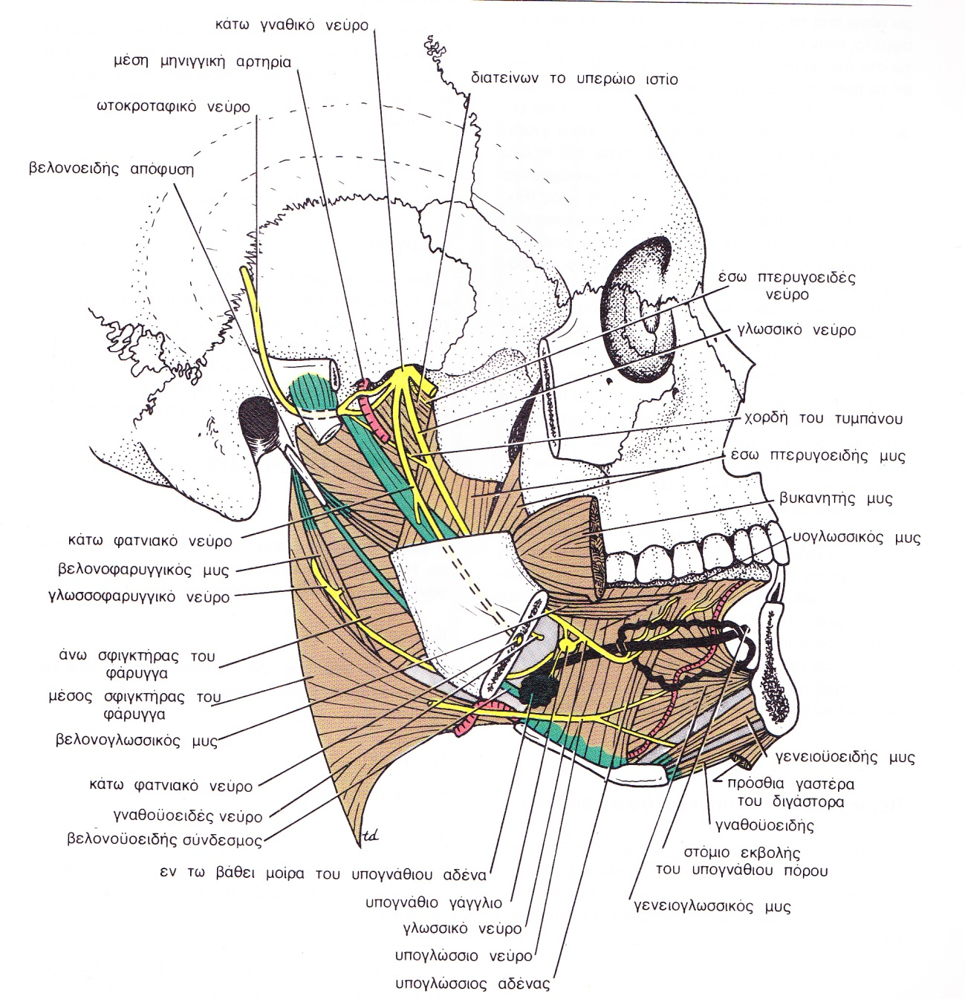 κάτω γναθικό νεύρο
μέση μηνιγγική αρτηρία
διατείνων το υπερώιο ιστίο
ωτοκροταφικό νεύρο
βελονοειδής απόφυση
έσω πτερυγοειδές
νεύρο
γλωσσικό νεύρο
χορδή του τυμπάνου
έσω πτερυγοειδής μυς
βυκανητής μυς
υογλωσσικός μυς
κάτω φατνιακό νεύρο
βελονοφαρυγγικός μυς
γλωσσοφαρυγγικό νεύρο
άνω σφιγκτήρας του
φάρυγγα
μέσος σφιγκτήρας του
φάρυγγα
βελονογλωσσικός μυς
κάτω φατνιακό νεύρο
γναθοϋοειδές νεύρο
βελονοϋοειδής σύνδεσμος
td
εν τω βάθει μοίρα του υπογνάθιου αδένα
υπογνάθιο γάγγλιο
γλωσσικό νεύρο
υπογλώσσιο νεύρο
υπογλώσσιος αδένας
γενειοϋοειδής μυς
πρόσθια γαστέρα
του διγάστορα
γναθοϋοειδής
στόμιο εκβολής
του υπογνάθιου πόρου
γενειογλωσσικός μυς